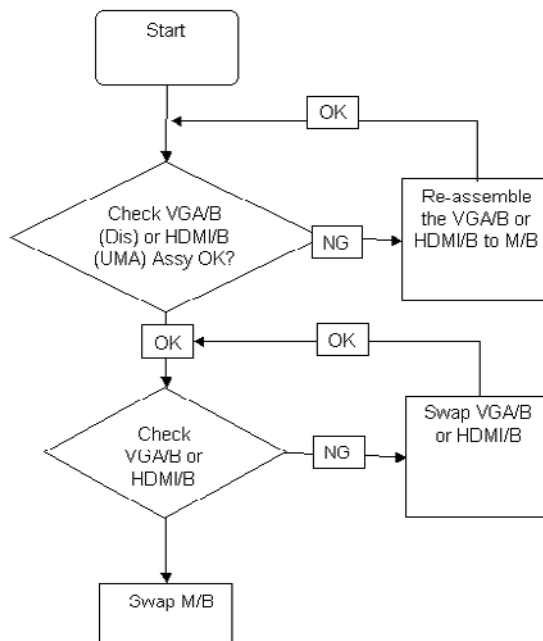 Start
OK
Check VGA/B
(Dis) or HDMI/B
(UMA) Assy OK?
NG
Re-assemble
the VGA/B or
HDMI/B to M/B
OK
OK
Check
VGA/B or
HDMI/B
NG
Swap VGA/B
or HDMI/B
Swap M/B